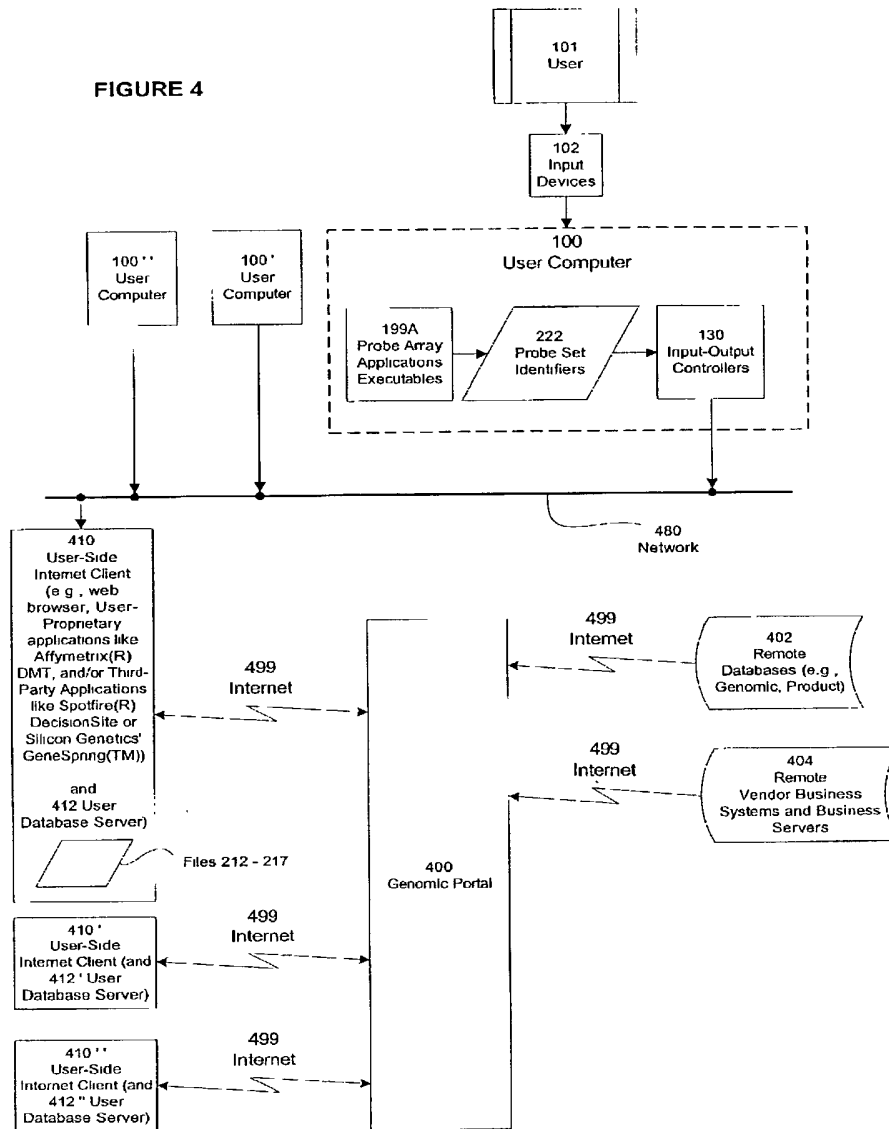 FIGURE 4
101
User
102
Input
Devices
100
User Computer
100''
User
Computer
100'
User
Computer
199A
Probe Array
Applications
Executables
222
Probe Set
Identifiers
130
Input-Output
Controllers
480
Network
410
User-Side
Internet Client
(e g , web
browser, User-
Proprietary
applications like
Affymetrix(R)
DMT, and/or Third-
Party Applications
like Spotfire(R)
DecisionSite or
Silicon Genetics'
GeneSpring(TM))
and
412 User
Database Server)
Files 212 - 217
499
Internet
499
Internet
402
Remote
Databases (e.g ,
Genomic, Product)
499
Internet
404
Remote
Vendor Business
Systems and Business
Servers
400
Genomic Portal
410'
User-Side
Internet Client (and
412' User
Database Server)
499
Internet
410''
User-Side
Internet Client (and
412'' User
Database Server)
499
Internet